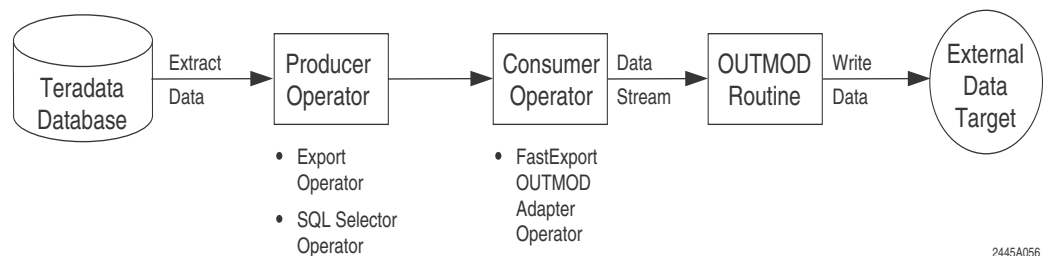 Teradata
Database
Extract
Data
Producer
Operator
• Export
Operator
• SQL Selector
Operator
Consumer
Operator
• FastExport
OUTMOD
Adapter
Operator
Data
Stream
OUTMOD
Routine
Write
Data
External
Data
Target
2445A056